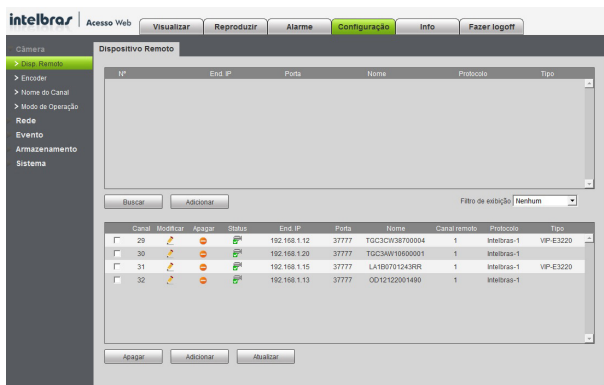 intelbras Acesso Web Visualizar Reproduzir Alarme Configuração Info Fazer logoff
Câmera
> Disp. Remoto
> Encoder
> Nome do Canal
> Modo de Operação
Rede
Evento
Armazenamento
Sistema
Dispositivo Remoto
N° End. IP Porta Nome Protocolo Tipo
Buscar Adicionar Filtro de exibição Nenhum
Canal Modificar Apagar Status End. IP Porta Nome Canal remoto Protocolo Tipo
29 192.168.1.12 37777 TGC3CW38700004 1 Intelbras-1 VIP-E3220
30 192.168.1.20 37777 TGC3AW10600001 1 Intelbras-1
31 192.168.1.15 37777 LA1B0701243RR 1 Intelbras-1 VIP-E3220
32 192.168.1.13 37777 OD12122001490 1 Intelbras-1
Apagar Adicionar Atualizar